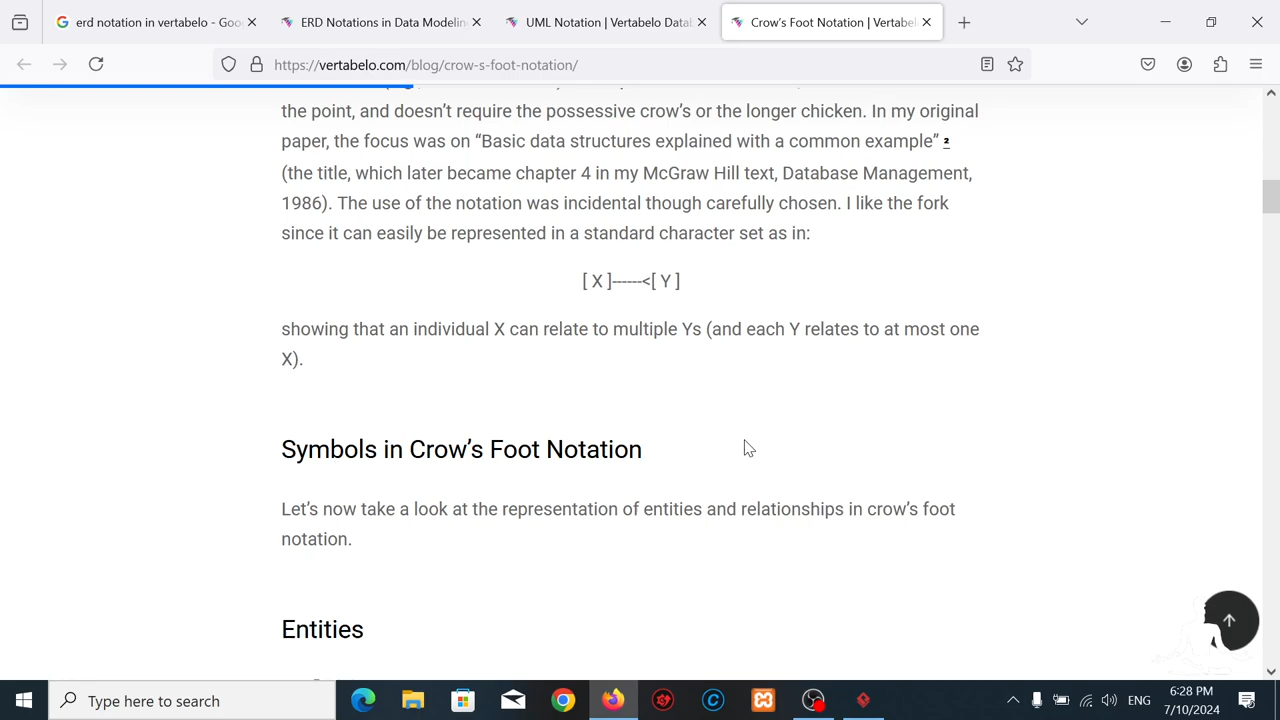 erd notation in vertabelo - Goo
ERD Notations in Data Modeling
UML Notation | Vertabelo Datab
Crow's Foot Notation | Vertabel
https://vertabelo.com/blog/crow-s-foot-notation/
the point, and doesn't require the possessive crow's or the longer chicken. In my original
paper, the focus was on “Basic data structures explained with a common example” 2
(the title, which later became chapter 4 in my McGraw Hill text, Database Management,
1986). The use of the notation was incidental though carefully chosen. I like the fork
since it can easily be represented in a standard character set as in:
[ X ]------<[ Y ]
showing that an individual X can relate to multiple Ys (and each Y relates to at most one
X).
Symbols in Crow's Foot Notation
Let's now take a look at the representation of entities and relationships in crow's foot
notation.
Entities
Type here to search
ENG
6:28 PM
7/10/2024